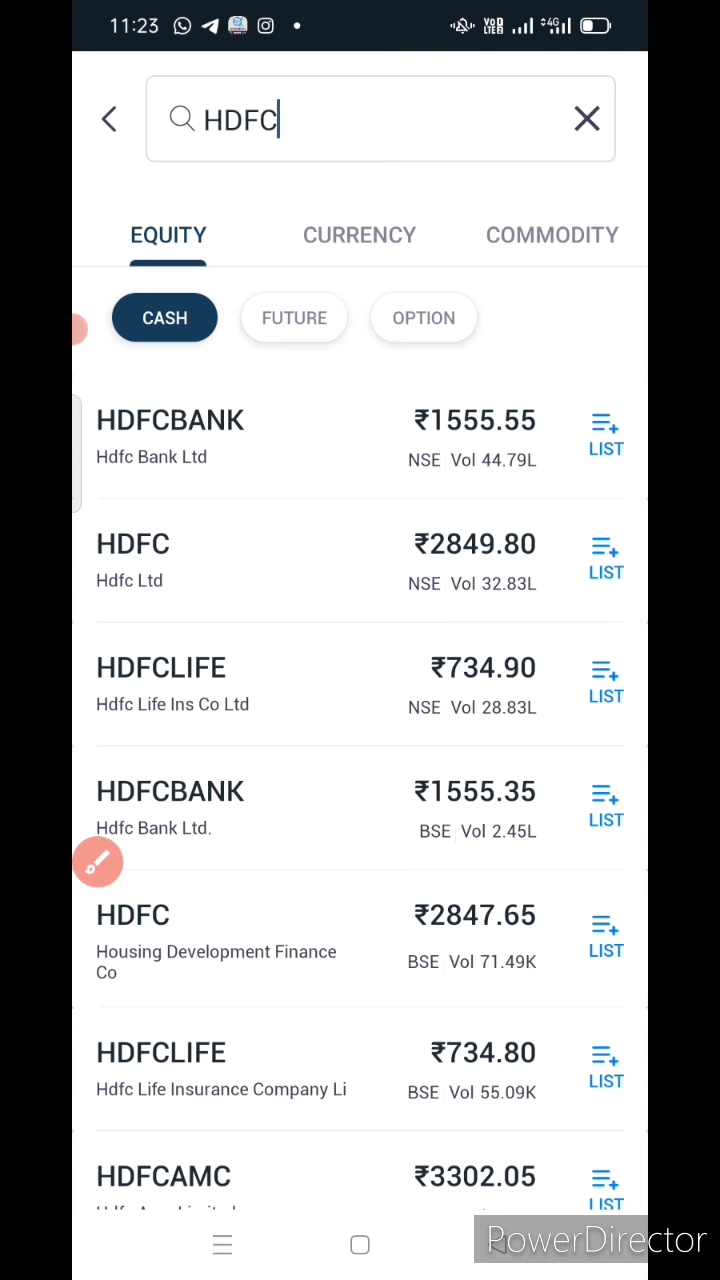 11:23
VoD
LTE2
4G
HDFC
EQUITY CURRENCY COMMODITY
CASH FUTURE OPTION
HDFCBANK ₹1555.55
Hdfc Bank Ltd NSE Vol 44.79L LIST
HDFC ₹2849.80
Hdfc Ltd NSE Vol 32.83L LIST
HDFCLIFE ₹734.90
Hdfc Life Ins Co Ltd NSE Vol 28.83L LIST
HDFCBANK ₹1555.35
Hdfc Bank Ltd. BSE Vol 2.45L LIST
HDFC ₹2847.65
Housing Development Finance
Co BSE Vol 71.49K LIST
HDFCLIFE ₹734.80
Hdfc Life Insurance Company Li BSE Vol 55.09K LIST
HDFCAMC ₹3302.05
LIST
PowerDirector